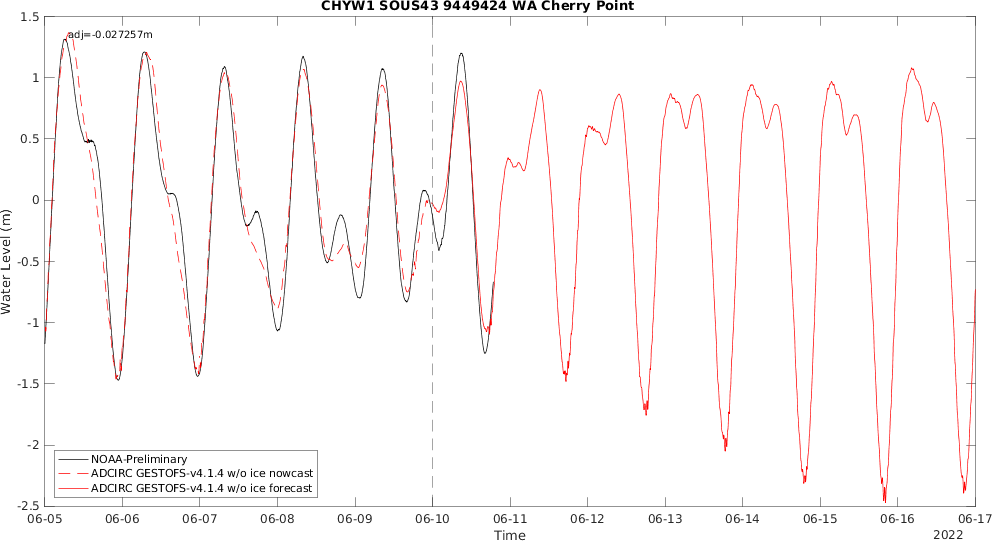 CHYW1 SOUS43 9449424 WA Cherry Point
adj=-0.027257m
1.5
1
0.5
0
-0.5
-1
-1.5
-2
-2.5
Water Level (m)
NOAA-Preliminary
ADCIRC GESTOFS-v4.1.4 w/o ice nowcast
ADCIRC GESTOFS-v4.1.4 w/o ice forecast
06-05 06-06 06-07 06-08 06-09 06-10 06-11 06-12 06-13 06-14 06-15 06-16 06-17
Time
2022